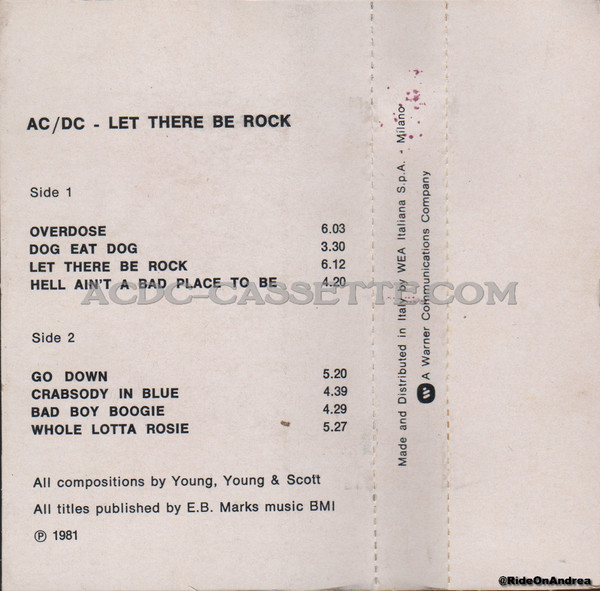 AC/DC - LET THERE BE ROCK
Side 1
OVERDOSE 6.03
DOG EAT DOG 3.30
LET THERE BE ROCK 6.12
HELL AIN'T A BAD PLACE TO BE 4.20
ACDC-CASSETTE.COM
Side 2
GO DOWN 5.20
CRABSODY IN BLUE 4.39
BAD BOY BOOGIE 4.29
WHOLE LOTTA ROSIE 5.27
All compositions by Young, Young & Scott
All titles published by E.B. Marks music BMI
Ⓟ 1981
Made and Distributed in Italy by WEA Italiana S.p.A. - Milano
A Warner Communications Company
@RideOnAndrea